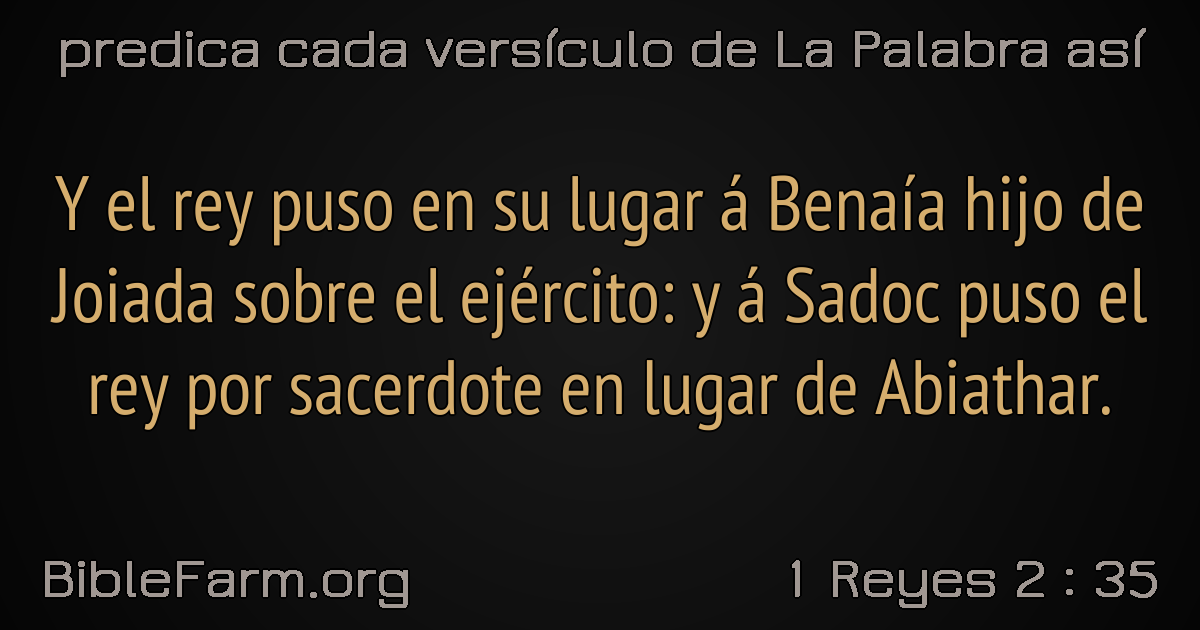 predica cada versículo de La Palabra así
Y el rey puso en su lugar á Benaía hijo de
Joiada sobre el ejército: y á Sadoc puso el
rey por sacerdote en lugar de Abiathar.
BibleFarm.org
1 Reyes 2 : 35